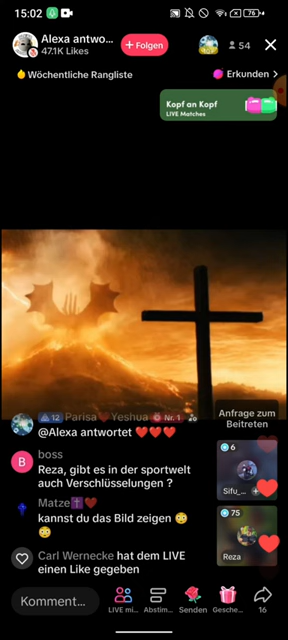 15:02
76
Alexa antwo...
47.1K Likes
+ Folgen
54
Wöchentliche Rangliste
Erkunden >
Kopf an Kopf
LIVE Matches
12 Parisa❤️Yeshua Nr. 1
@Alexa antwortet ❤️❤️❤️
Anfrage zum
Beitreten
B
boss
Reza, gibt es in der sportwelt
auch Verschlüsselungen ?
6
Sifu_...
Matze✝️❤️
kannst du das Bild zeigen 😳
😳
75
Reza
Carl Wernecke hat dem LIVE
einen Like gegeben
Komment...
LIVE mi...
Abstim...
Senden
Gesche...
16